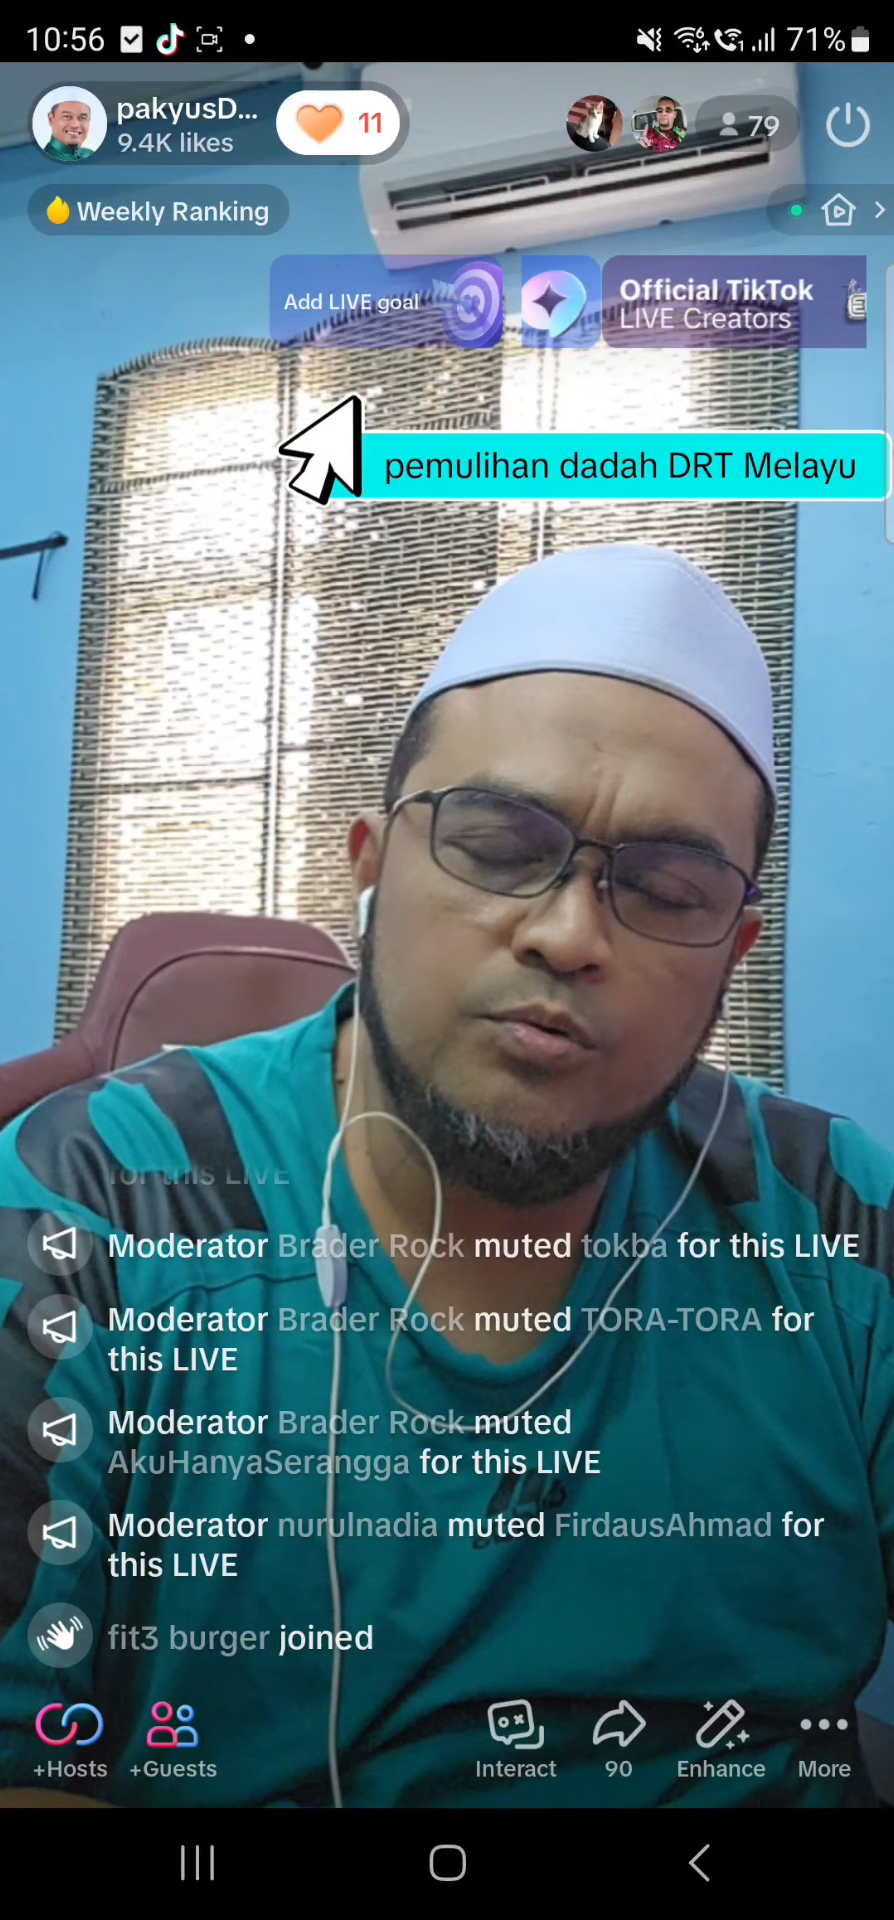 10:56
71%
pakyusD...
9.4K likes
11
79
Weekly Ranking
Add LIVE goal
Official TikTok
LIVE Creators
pemulihan dadah DRT Melayu
for this LIVE
Moderator Brader Rock muted tokba for this LIVE
Moderator Brader Rock muted TORA-TORA for
this LIVE
Moderator Brader Rock muted
AkuHanyaSerangga for this LIVE
Moderator nurulnadia muted FirdausAhmad for
this LIVE
fit3 burger joined
+Hosts
+Guests
Interact
90
Enhance
More